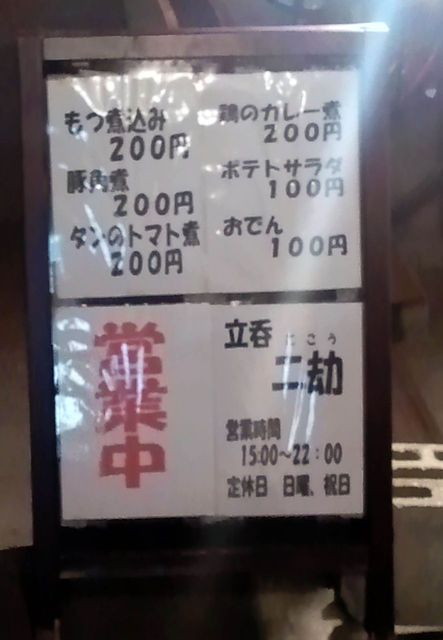 もつ煮込み
200円
豚角煮
200円
タンのトマト煮
200円
鶏のカレー煮
200円
ポテトサラダ
100円
おでん
100円
営業中
立呑
にこう
二劫
営業時間
15:00～22:00
定休日 日曜、祝日